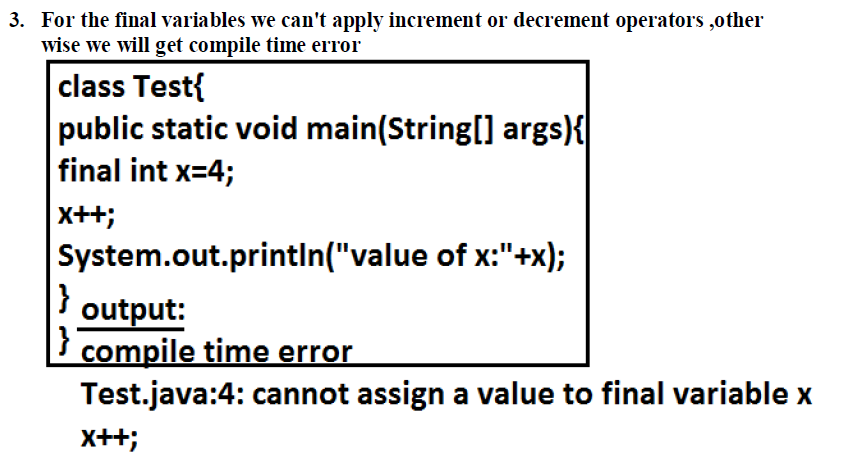 3. For the final variables we can't apply increment or decrement operators ,other
wise we will get compile time error
class Test{
public static void main(String[] args){
final int x=4;
x++;
System.out.println("value of x:"+x);
}
output:
}
compile time error
Test.java:4: cannot assign a value to final variable x
x++;